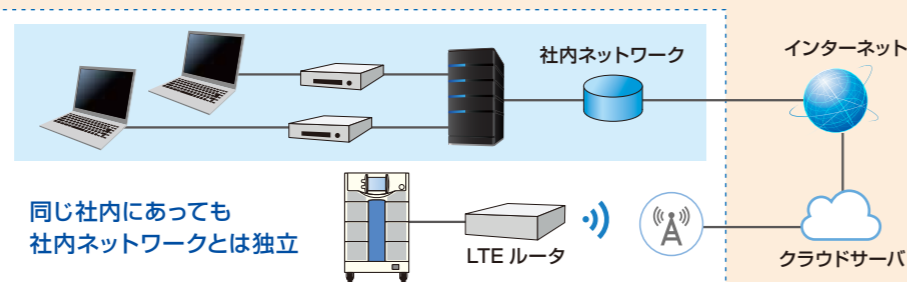 社内ネットワーク
インターネット
同じ社内にあっても
社内ネットワークとは独立
LTE ルータ
クラウドサーバ